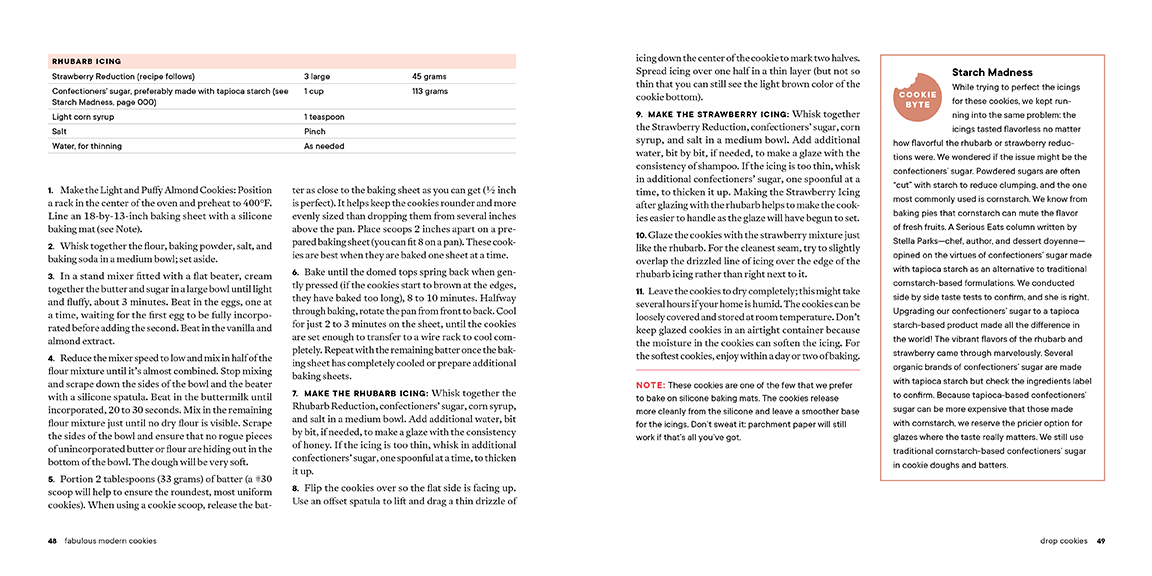 RHUBARB ICING
Strawberry Reduction (recipe follows) 3 large 45 grams
Confectioners' sugar, preferably made with tapioca starch (see 1 cup 113 grams
Starch Madness, page 000)
Light corn syrup 1 teaspoon
Salt Pinch
Water, for thinning As needed
1. Make the Light and Puffy Almond Cookies: Position
a rack in the center of the oven and preheat to 400°F.
Line an 18-by-13-inch baking sheet with a silicone
baking mat (see Note).
2. Whisk together the flour, baking powder, salt, and
baking soda in a medium bowl; set aside.
3. In a stand mixer fitted with a flat beater, cream
together the butter and sugar in a large bowl until light
and fluffy, about 3 minutes. Beat in the eggs, one at
a time, waiting for the first egg to be fully incorpo-
rated before adding the second. Beat in the vanilla and
almond extract.
4. Reduce the mixer speed to low and mix in half of the
flour mixture until it's almost combined. Stop mixing
and scrape down the sides of the bowl and the beater
with a silicone spatula. Beat in the buttermilk until
incorporated, 20 to 30 seconds. Mix in the remaining
flour mixture just until no dry flour is visible. Scrape
the sides of the bowl and ensure that no rogue pieces
of unincorporated butter or flour are hiding out in the
bottom of the bowl. The dough will be very soft.
5. Portion 2 tablespoons (33 grams) of batter (a #30
scoop will help to ensure the roundest, most uniform
cookies). When using a cookie scoop, release the bat-
ter as close to the baking sheet as you can get (½ inch
is perfect). It helps keep the cookies rounder and more
evenly sized than dropping them from several inches
above the pan. Place scoops 2 inches apart on a pre-
pared baking sheet (you can fit 8 on a pan). These cook-
ies are best when they are baked one sheet at a time.
6. Bake until the domed tops spring back when gen-
tly pressed (if the cookies start to brown at the edges,
they have baked too long), 8 to 10 minutes. Halfway
through baking, rotate the pan from front to back. Cool
for just 2 to 3 minutes on the sheet, until the cookies
are set enough to transfer to a wire rack to cool com-
pletely. Repeat with the remaining batter once the bak-
ing sheet has completely cooled or prepare additional
baking sheets.
7. MAKE THE RHUBARB ICING: Whisk together the
Rhubarb Reduction, confectioners' sugar, corn syrup,
and salt in a medium bowl. Add additional water, bit
by bit, if needed, to make a glaze with the consistency
of honey. If the icing is too thin, whisk in additional
confectioners' sugar, one spoonful at a time, to thicken
it up.
8. Flip the cookies over so the flat side is facing up.
Use an offset spatula to lift and drag a thin drizzle of
48 fabulous modern cookies
icing down the center of the cookie to mark two halves.
Spread icing over one half in a thin layer (but not so
thin that you can still see the light brown color of the
cookie bottom).
9. MAKE THE STRAWBERRY ICING: Whisk together
the Strawberry Reduction, confectioners' sugar, corn
syrup, and salt in a medium bowl. Add additional
water, bit by bit, if needed, to make a glaze with the
consistency of shampoo. If the icing is too thin, whisk
in additional confectioners' sugar, one spoonful at a
time, to thicken it up. Making the Strawberry Icing
after glazing with the rhubarb helps to make the cook-
ies easier to handle as the glaze will have begun to set.
10. Glaze the cookies with the strawberry mixture just
like the rhubarb. For the cleanest seam, try to slightly
overlap the drizzled line of icing over the edge of the
rhubarb icing rather than right next to it.
11. Leave the cookies to dry completely; this might take
several hours if your home is humid. The cookies can be
loosely covered and stored at room temperature. Don't
keep glazed cookies in an airtight container because
the moisture in the cookies can soften the icing. For
the softest cookies, enjoy within a day or two of baking.
NOTE: These cookies are one of the few that we prefer
to bake on silicone baking mats. The cookies release
more cleanly from the silicone and leave a smoother base
for the icings. Don't sweat it: parchment paper will still
work if that's all you've got.
COOKIE
BYTE
Starch Madness
While trying to perfect the icings
for these cookies, we kept run-
ning into the same problem: the
icings tasted flavorless no matter
how flavorful the rhubarb or strawberry reduc-
tions were. We wondered if the issue might be the
confectioners' sugar. Powdered sugars are often
"cut" with starch to reduce clumping, and the one
most commonly used is cornstarch. We know from
baking pies that cornstarch can mute the flavor
of fresh fruits. A Serious Eats column written by
Stella Parks—chef, author, and dessert doyenne—
opined on the virtues of confectioners' sugar made
with tapioca starch as an alternative to traditional
cornstarch-based formulations. We conducted
side by side taste tests to confirm, and she is right.
Upgrading our confectioners' sugar to a tapioca
starch-based product made all the difference in
the world! The vibrant flavors of the rhubarb and
strawberry came through marvelously. Several
organic brands of confectioners' sugar are made
with tapioca starch but check the ingredients label
to confirm. Because tapioca-based confectioners'
sugar can be more expensive that those made
with cornstarch, we reserve the pricier option for
glazes where the taste really matters. We still use
traditional cornstarch-based confectioners' sugar
in cookie doughs and batters.
drop cookies 49